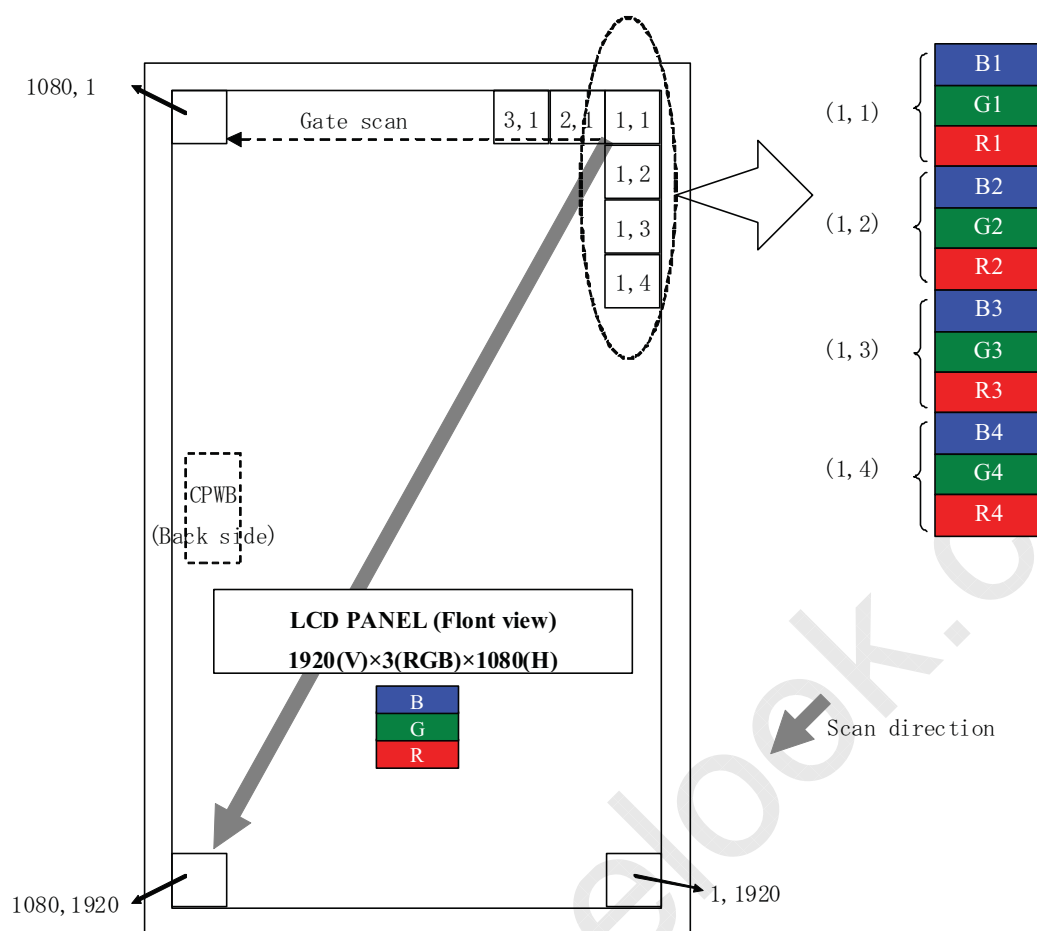 1080,1
Gate scan
3,1
2,1
1,1
1,2
1,3
1,4
B1
G1
R1
B2
G2
R2
B3
G3
R3
B4
G4
R4
(1,1)
(1,2)
(1,3)
(1,4)
CPWB
(Back side)
LCD PANEL (Flont view)
1920(V)×3(RGB)×1080(H)
B
G
R
Scan direction
1080,1920
1,1920
elook.c